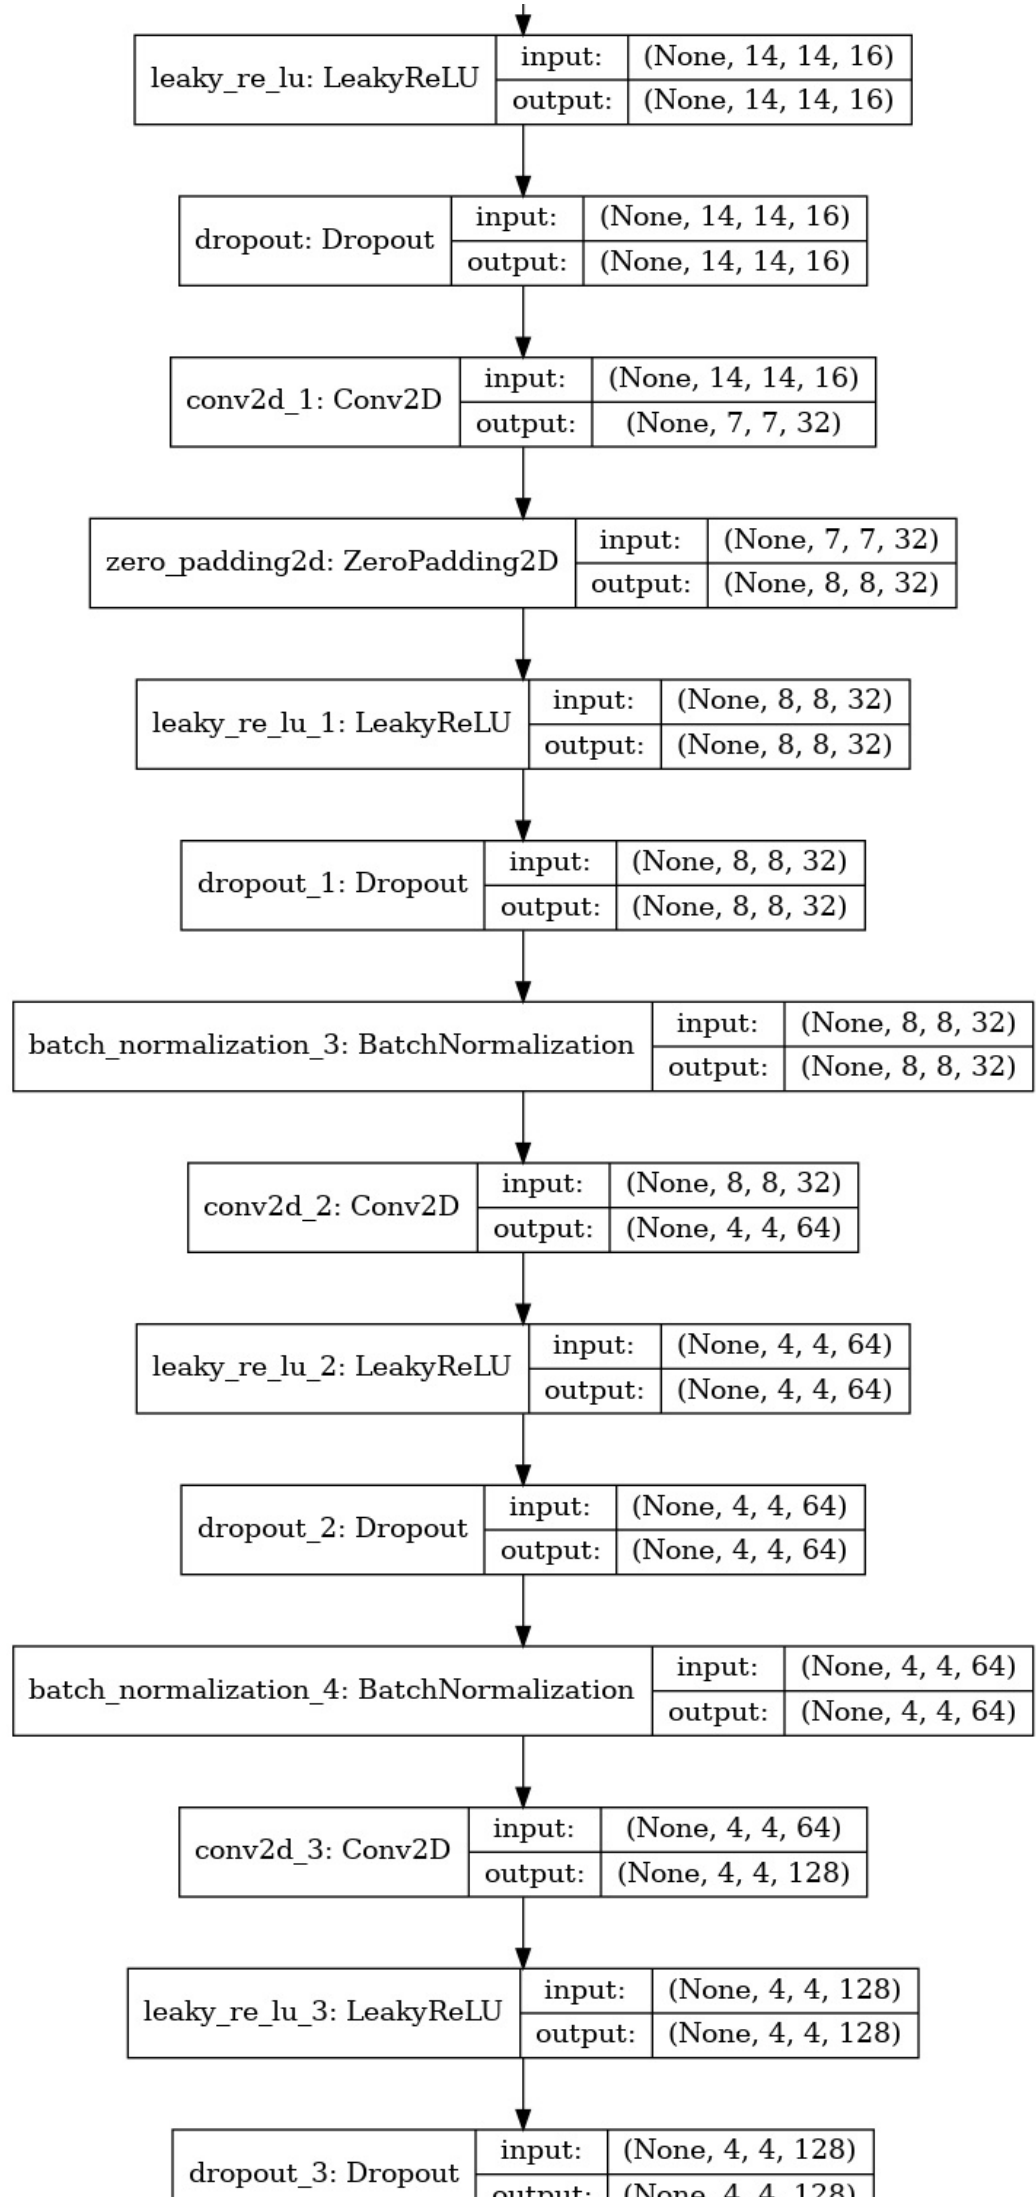 leaky_re_lu: LeakyReLU
input: (None, 14, 14, 16)
output: (None, 14, 14, 16)
dropout: Dropout
input: (None, 14, 14, 16)
output: (None, 14, 14, 16)
conv2d_1: Conv2D
input: (None, 14, 14, 16)
output: (None, 7, 7, 32)
zero_padding2d: ZeroPadding2D
input: (None, 7, 7, 32)
output: (None, 8, 8, 32)
leaky_re_lu_1: LeakyReLU
input: (None, 8, 8, 32)
output: (None, 8, 8, 32)
dropout_1: Dropout
input: (None, 8, 8, 32)
output: (None, 8, 8, 32)
batch_normalization_3: BatchNormalization
input: (None, 8, 8, 32)
output: (None, 8, 8, 32)
conv2d_2: Conv2D
input: (None, 8, 8, 32)
output: (None, 4, 4, 64)
leaky_re_lu_2: LeakyReLU
input: (None, 4, 4, 64)
output: (None, 4, 4, 64)
dropout_2: Dropout
input: (None, 4, 4, 64)
output: (None, 4, 4, 64)
batch_normalization_4: BatchNormalization
input: (None, 4, 4, 64)
output: (None, 4, 4, 64)
conv2d_3: Conv2D
input: (None, 4, 4, 64)
output: (None, 4, 4, 128)
leaky_re_lu_3: LeakyReLU
input: (None, 4, 4, 128)
output: (None, 4, 4, 128)
dropout_3: Dropout
input: (None, 4, 4, 128)
output: (None, 4, 4, 128)